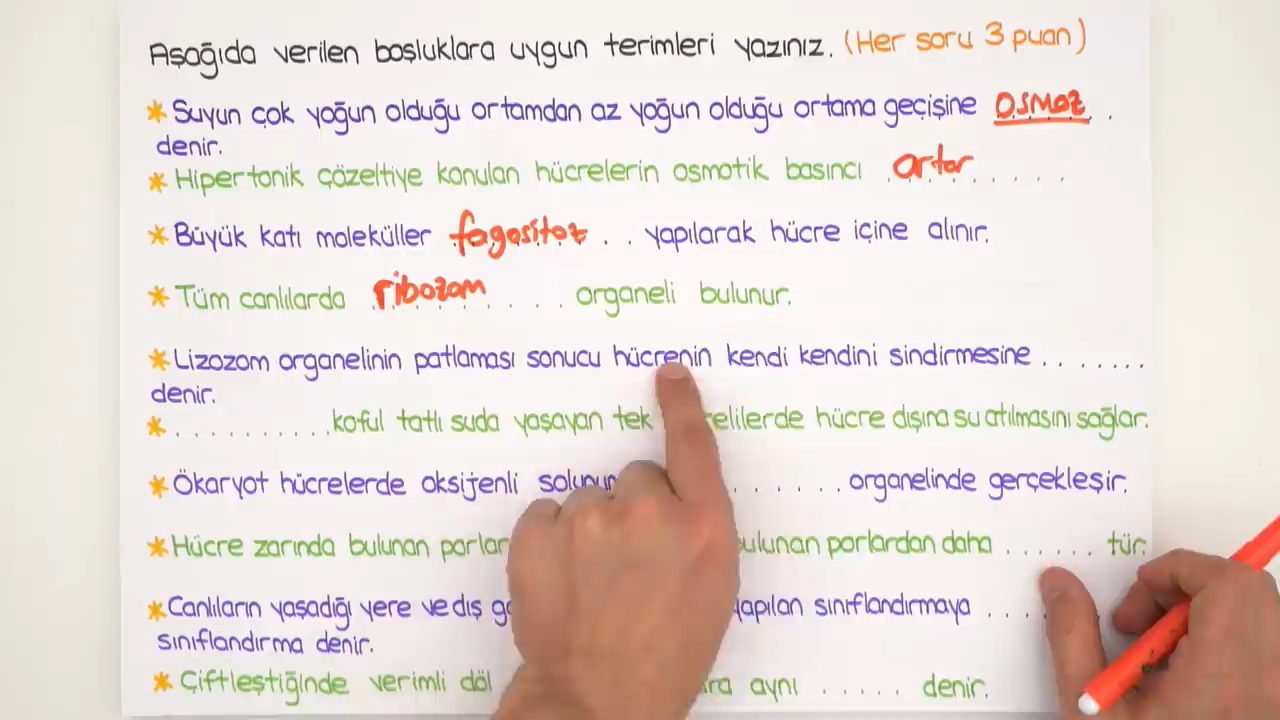 Aşağıda verilen boşluklara uygun terimleri yazınız. (Her soru 3 puan)
* Suyun çok yoğun olduğu ortamdan az yoğun olduğu ortama geçişine osmoz .
denir.
* Hipertonik çözeltiye konulan hücrelerin osmotik basıncı artar . . . . .
* Büyük katı moleküller fagositoz . . yapılarak hücre içine alınır.
* Tüm canlılarda ribozom . . . . organeli bulunur.
* Lizozom organelinin patlaması sonucu hücrenin kendi kendini sindirmesine . . . . . . .
denir.
* . . . . . . . . . . koful tatlı suda yaşayan tek hücrelilerde hücre dışına su atılmasını sağlar.
* Ökaryot hücrelerde oksijenli . . . . . . organelinde gerçekleşir.
* Hücre zarında bulunan bulunan porlardan daha . . . . . . tür.
* Canlıların yaşadığı yere ve dış yapılan sınıflandırmaya . . . .
sınıflandırma denir.
* Çiftleştiğinde verimli döl aynı . . . . . denir.